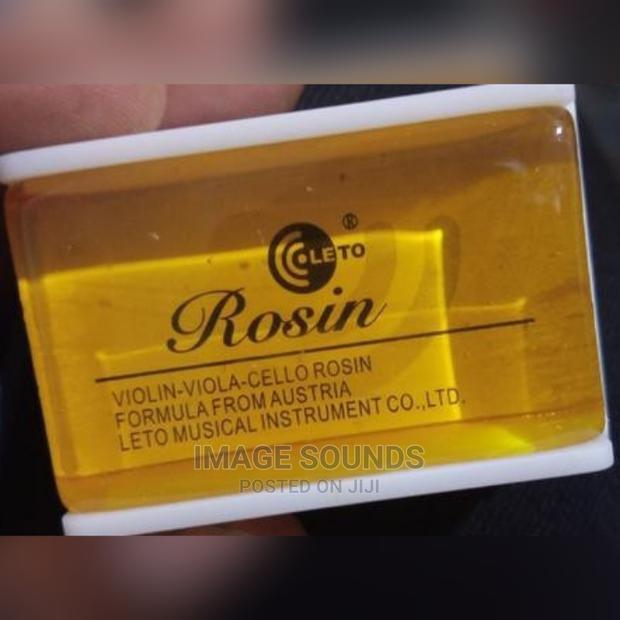 LETO ®
Rosin
VIOLIN-VIOLA-CELLO ROSIN
FORMULA FROM AUSTRIA
LETO MUSICAL INSTRUMENT CO.,LTD.
IMAGE SOUNDS
POSTED ON JIJI